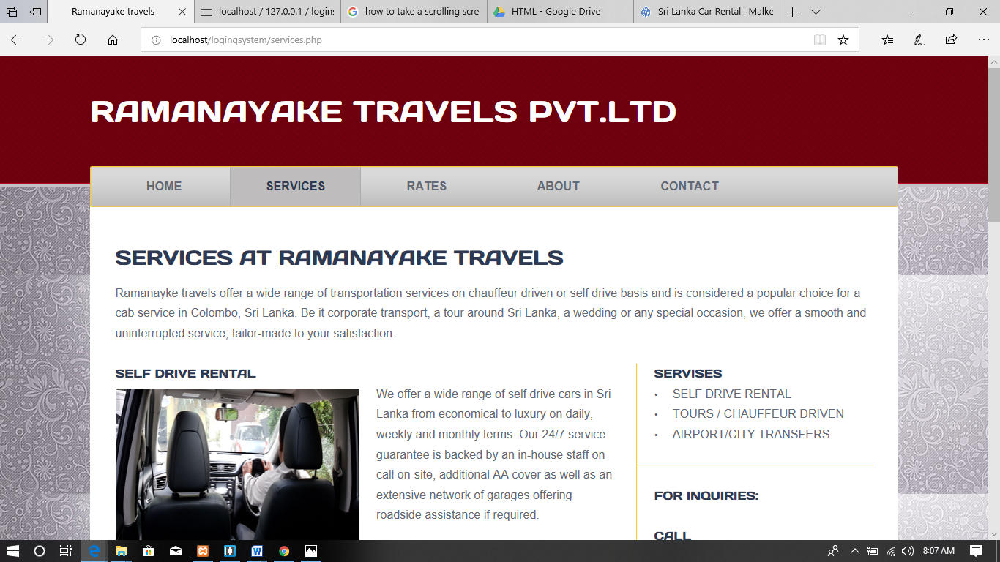 Ramanayake travels
localhost / 127.0.0.1 / logins
how to take a scrolling scree
HTML - Google Drive
Sri Lanka Car Rental | Malke
localhost/logingsystem/services.php
RAMANAYAKE TRAVELS PVT.LTD
HOME SERVICES RATES ABOUT CONTACT
SERVICES AT RAMANAYAKE TRAVELS
Ramanayke travels offer a wide range of transportation services on chauffeur driven or self drive basis and is considered a popular choice for a
cab service in Colombo, Sri Lanka. Be it corporate transport, a tour around Sri Lanka, a wedding or any special occasion, we offer a smooth and
uninterrupted service, tailor-made to your satisfaction.
SELF DRIVE RENTAL
We offer a wide range of self drive cars in Sri
Lanka from economical to luxury on daily,
weekly and monthly terms. Our 24/7 service
guarantee is backed by an in-house staff on
call on-site, additional AA cover as well as an
extensive network of garages offering
roadside assistance if required.
SERVISES
• SELF DRIVE RENTAL
• TOURS / CHAUFFEUR DRIVEN
• AIRPORT/CITY TRANSFERS
FOR INQUIRIES:
CALL
8:07 AM